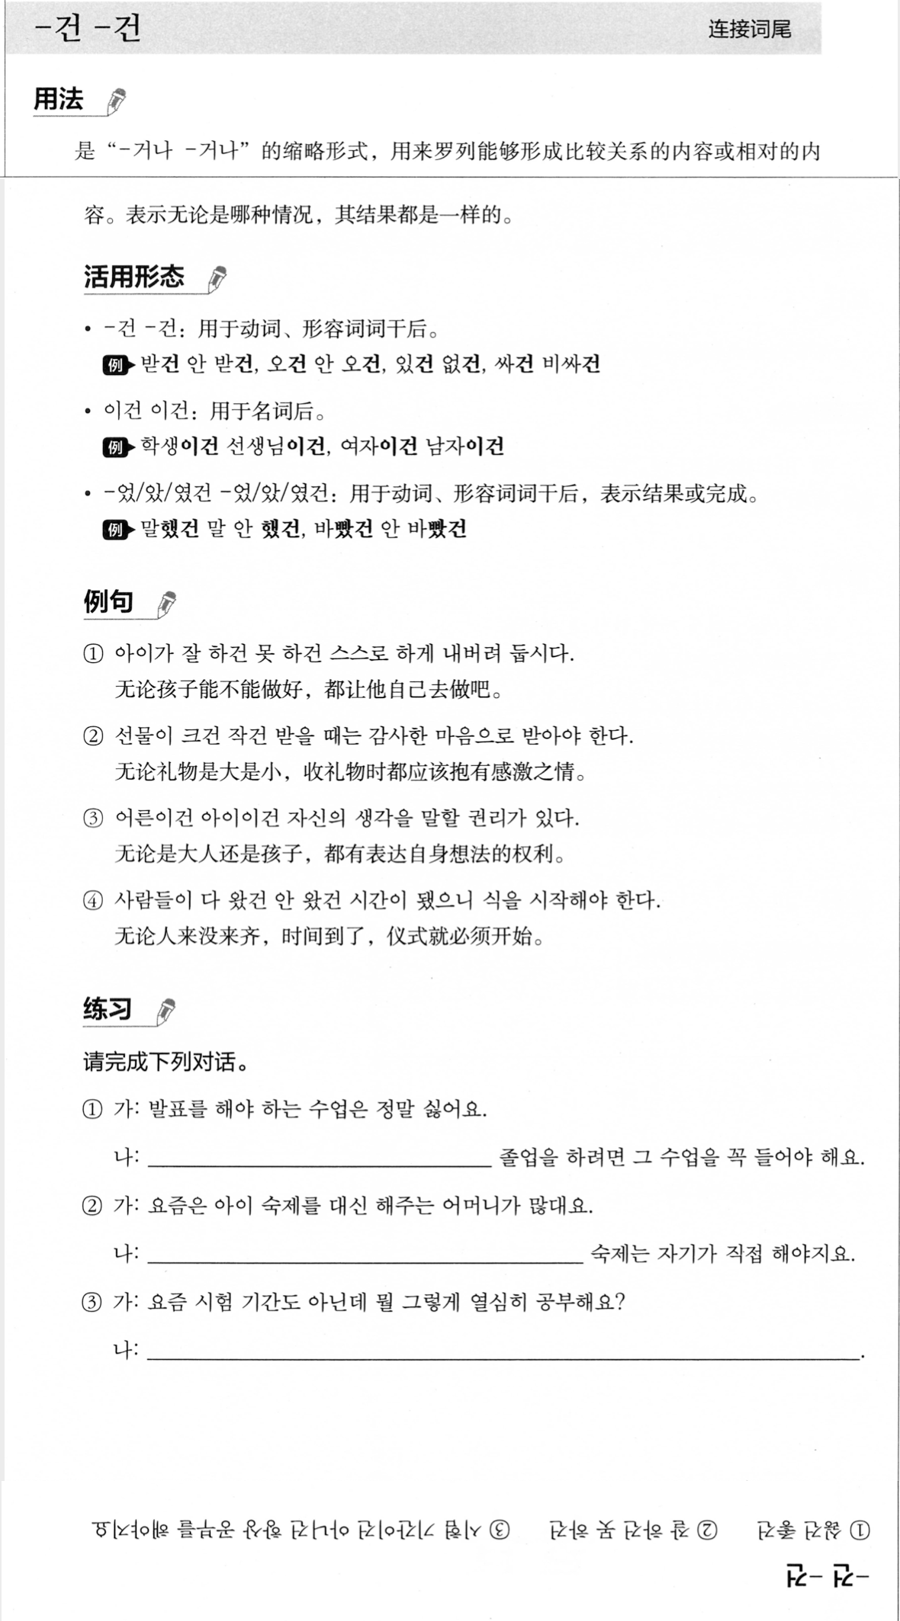 -건 -건
连接词尾
用法
是“-거나 -거나”的缩略形式，用来罗列能够形成比较关系的内容或相对的内
容。表示无论是哪种情况，其结果都是一样的。
活用形态
• -건 -건：用于动词、形容词词干后。
例 받건 안 받건, 오건 안 오건, 있건 없건, 싸건 비싸건
• 이건 이건：用于名词后。
例 학생이건 선생님이건, 여자이건 남자이건
• -었/았/였건 -었/았/였건：用于动词、形容词词干后，表示结果或完成。
例 말했건 말 안 했건, 바빴건 안 바빴건
例句
① 아이가 잘 하건 못 하건 스스로 하게 내버려 둡시다.
无论孩子能不能做好，都让他自己去做吧。
② 선물이 크건 작건 받을 때는 감사한 마음으로 받아야 한다.
无论礼物是大是小，收礼物时都应该抱有感激之情。
③ 어른이건 아이이건 자신의 생각을 말할 권리가 있다.
无论是大人还是孩子，都有表达自身想法的权利。
④ 사람들이 다 왔건 안 왔건 시간이 됐으니 식을 시작해야 한다.
无论人来没来齐，时间到了，仪式就必须开始。
练习
请完成下列对话。
① 가: 발표를 해야 하는 수업은 정말 싫어요.
나: ____________________ 졸업을 하려면 그 수업을 꼭 들어야 해요.
② 가: 요즘은 아이 숙제를 대신 해주는 어머니가 많대요.
나: ____________________ 숙제는 자기가 직접 해야지요.
③ 가: 요즘 시험 기간도 아닌데 뭘 그렇게 열심히 공부해요?
나: ____________________.
-건 -건
① 싫건 좋건 ② 잘 하건 못 하건 ③ 시험 기간이건 아니건 항상 공부를 해야지요